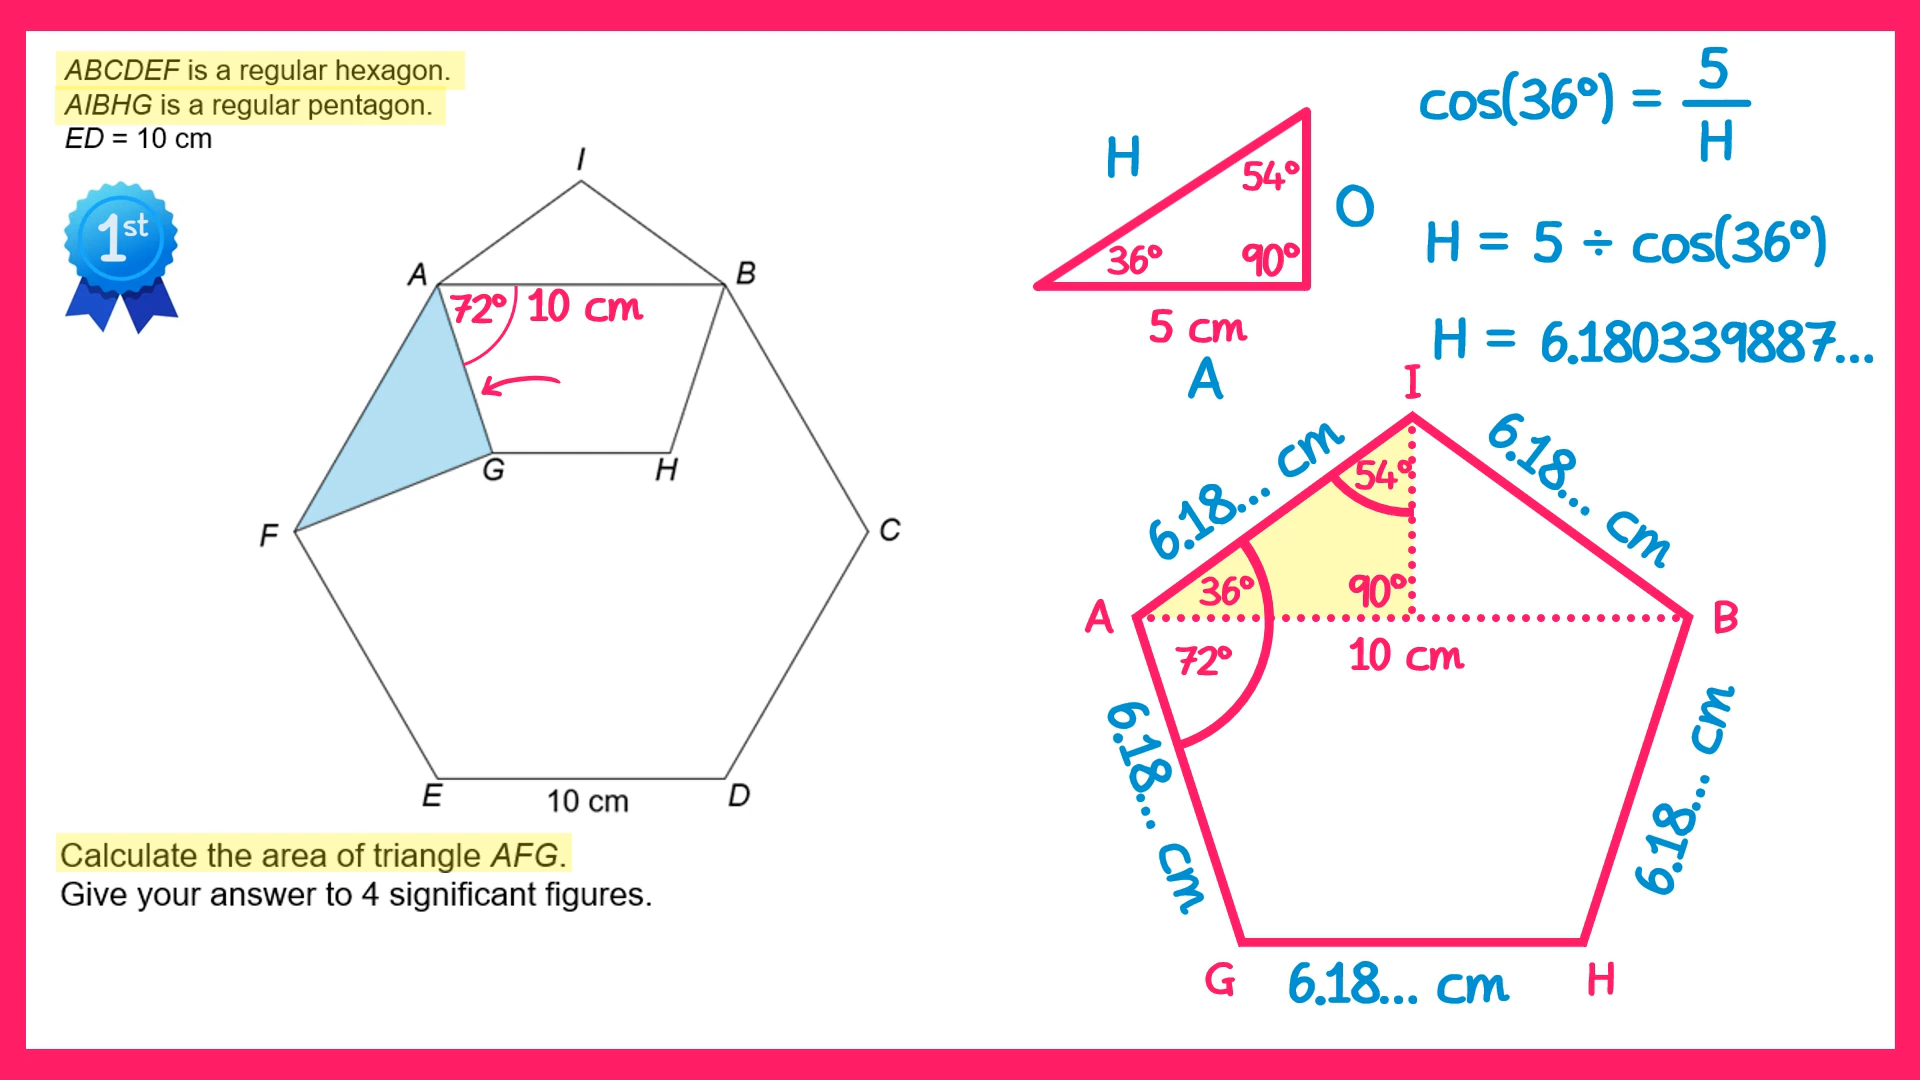 ABCDEF is a regular hexagon.
AIBHG is a regular pentagon.
ED = 10 cm
1st
I
A
B
72° 10 cm
G
H
F
C
E
10 cm
D
Calculate the area of triangle AFG.
Give your answer to 4 significant figures.
H
54°
O
36°
90°
5 cm
A
cos(36°) = 5/H
H = 5 ÷ cos(36°)
H = 6.180339887...
I
6.18... cm
6.18... cm
54°
36°
90°
A
B
72°
10 cm
6.18... cm
6.18... cm
G
6.18... cm
H